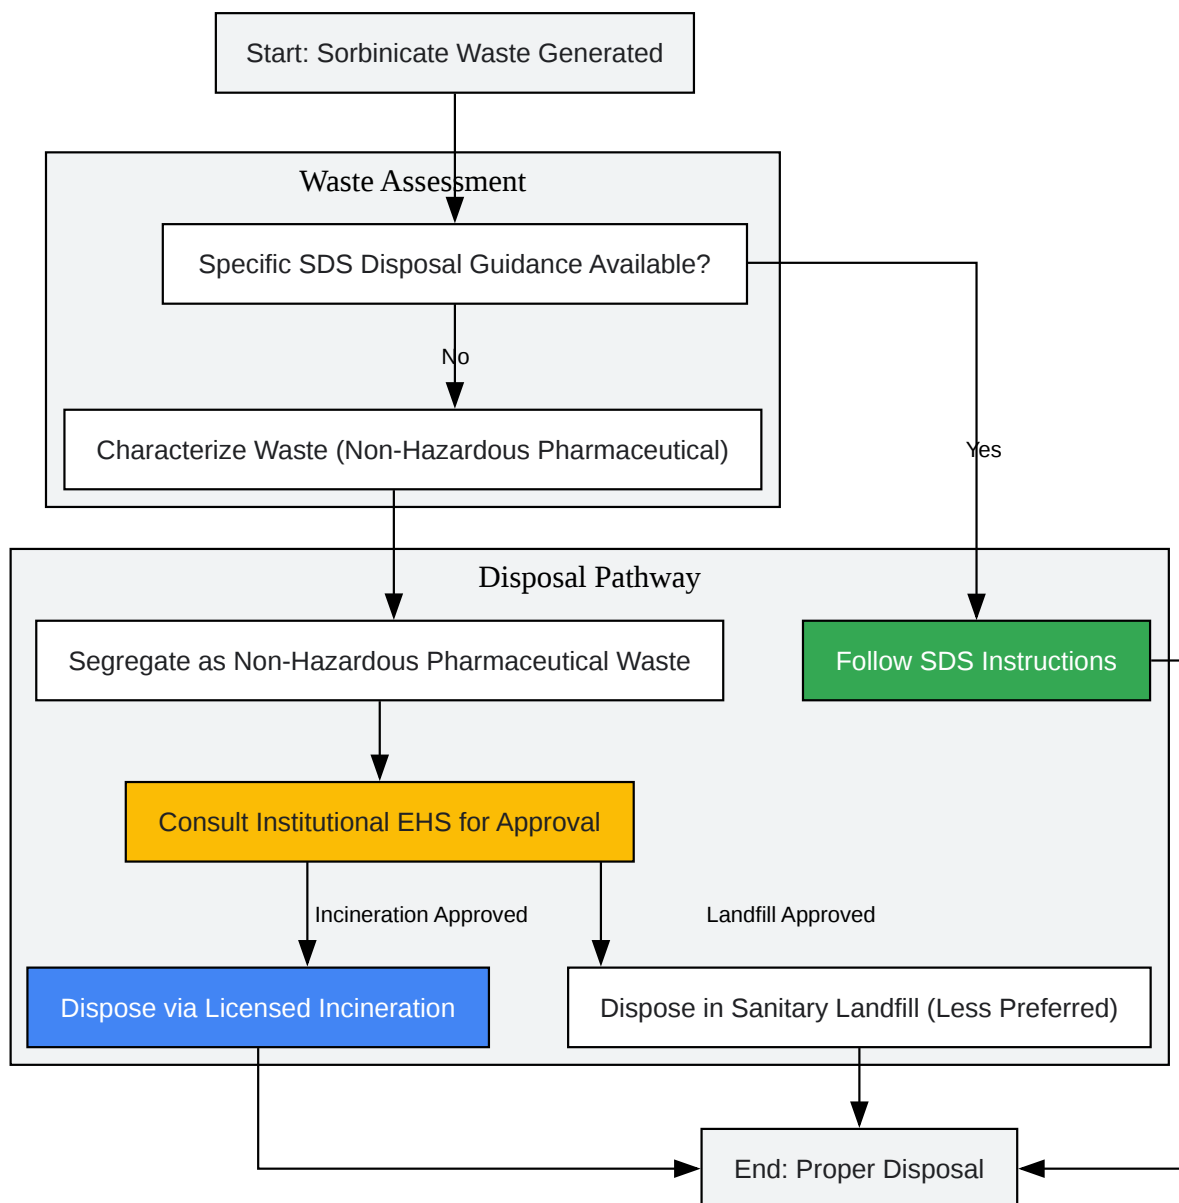 Start: Sorbinicate Waste Generated
Waste Assessment
Specific SDS Disposal Guidance Available?
No
Characterize Waste (Non-Hazardous Pharmaceutical)
Yes
Disposal Pathway
Segregate as Non-Hazardous Pharmaceutical Waste
Follow SDS Instructions
Consult Institutional EHS for Approval
Incineration Approved
Landfill Approved
Dispose via Licensed Incineration
Dispose in Sanitary Landfill (Less Preferred)
End: Proper Disposal